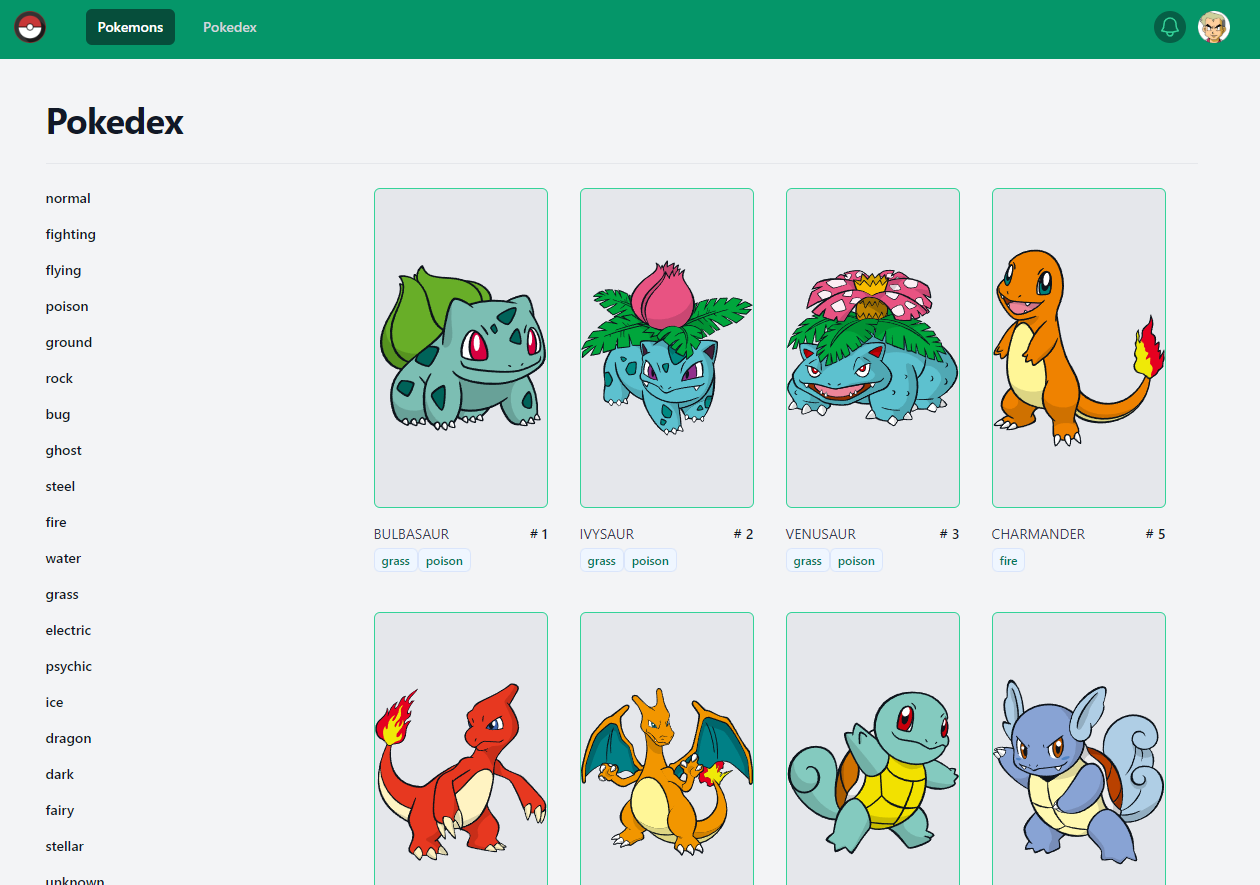 Pokemons Pokedex
Pokedex
normal
fighting
flying
poison
ground
rock
bug
ghost
steel
fire
water
grass
electric
psychic
ice
dragon
dark
fairy
stellar
unknown
BULBASAUR # 1
grass poison
IVYSAUR # 2
grass poison
VENUSAUR # 3
grass poison
CHARMANDER # 5
fire